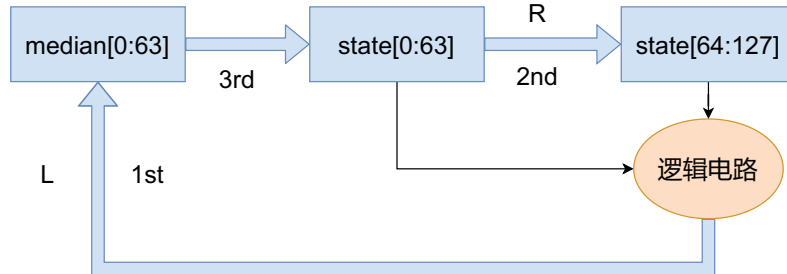 R
median[0:63]
state[0:63]
state[64:127]
3rd
2nd
逻辑电路
L
1st